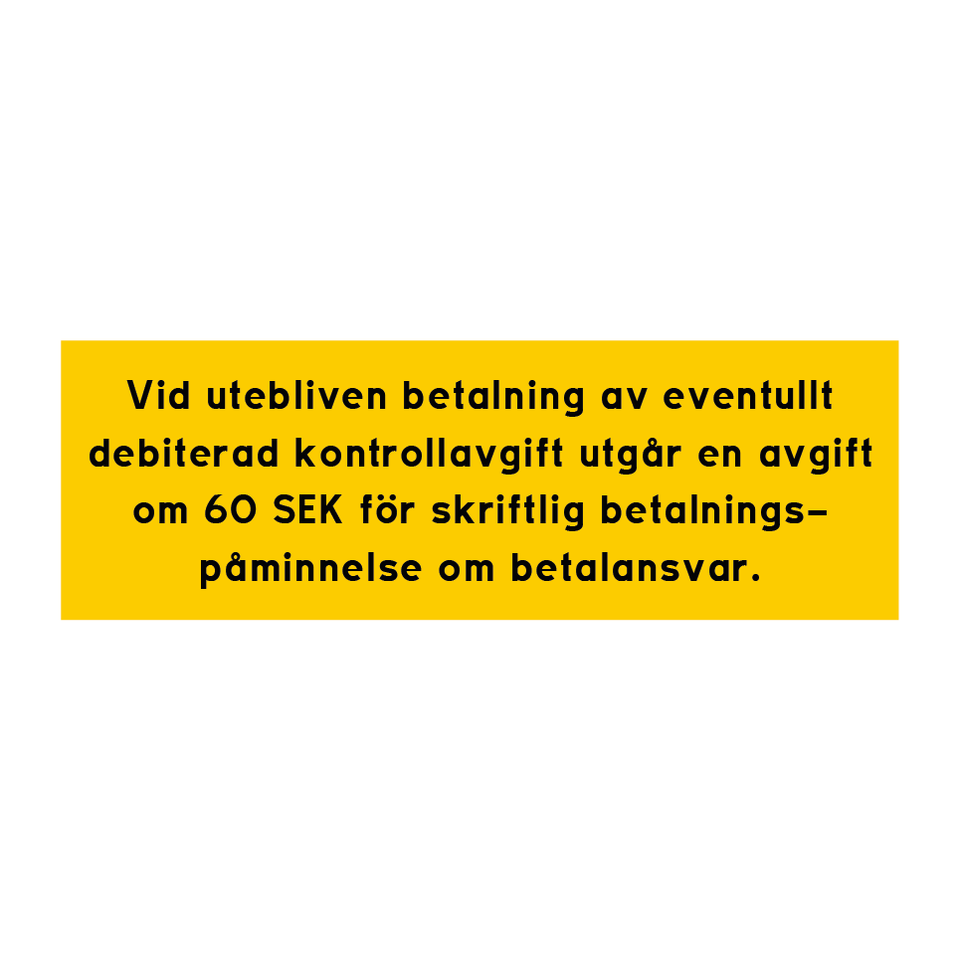 Vid utebliven betalning av eventullt
debiterad kontrollavgift utgår en avgift
om 60 SEK för skriftlig betalnings-
påminnelse om betalansvar.